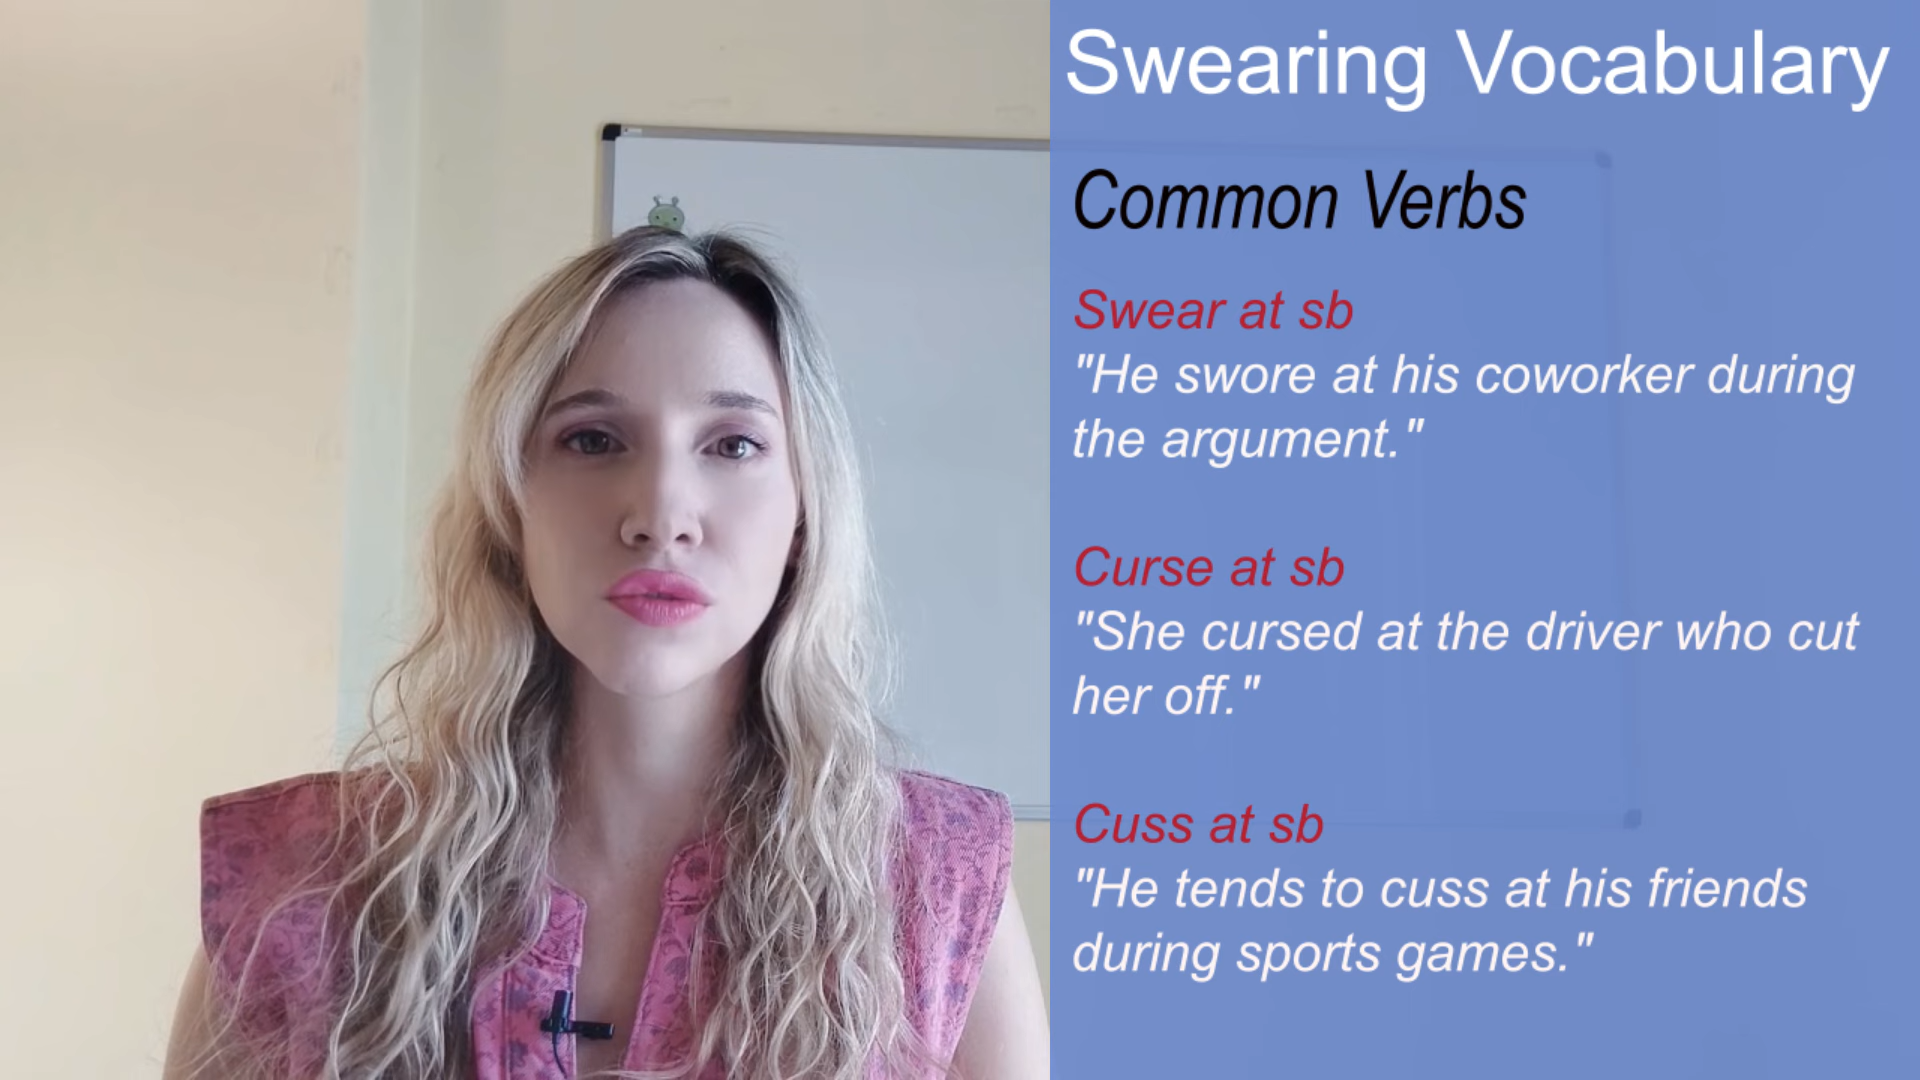 Swearing Vocabulary
Common Verbs
Swear at sb
"He swore at his coworker during
the argument."
Curse at sb
"She cursed at the driver who cut
her off."
Cuss at sb
"He tends to cuss at his friends
during sports games."